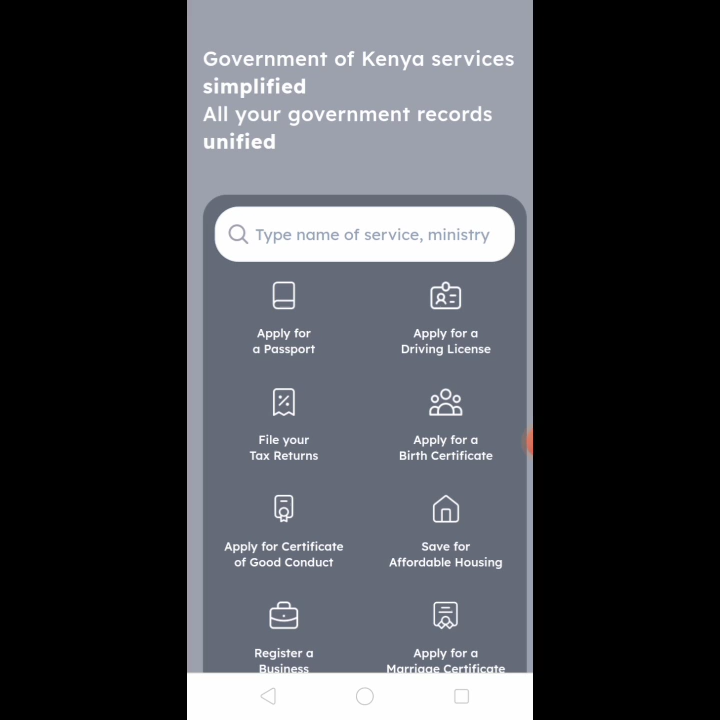 Government of Kenya services
simplified
All your government records
unified
Type name of service, ministry
Apply for
a Passport
Apply for a
Driving License
File your
Tax Returns
Apply for a
Birth Certificate
Apply for Certificate
of Good Conduct
Save for
Affordable Housing
Register a
Business
Apply for a
Marriage Certificate